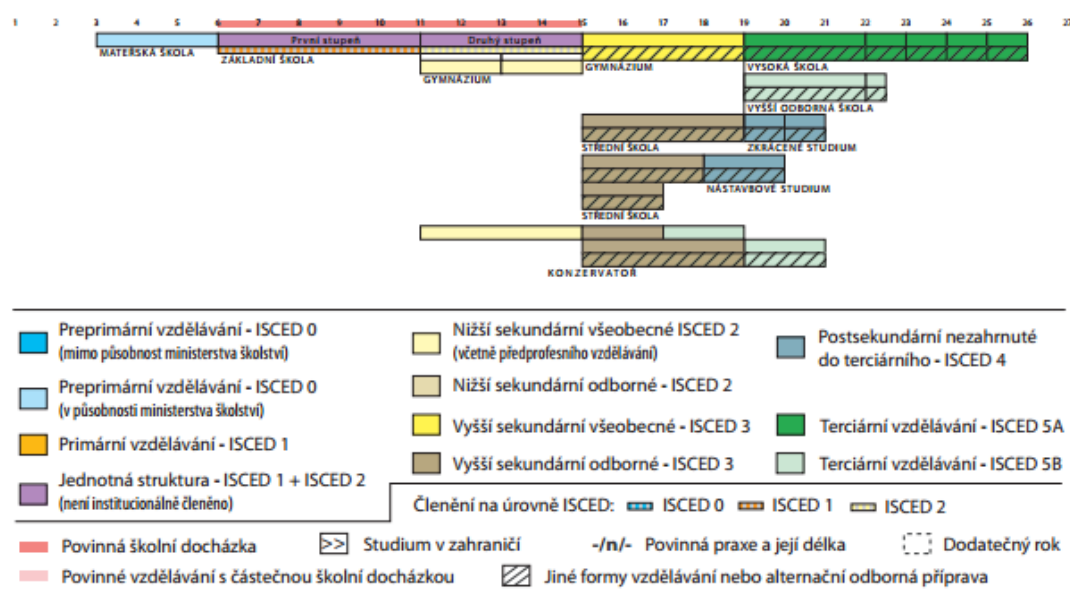 1 2 3 4 5 6 7 8 9 10 11 12 13 14 15 16 17 18 19 20 21 22 23 24 25 26 27
První stupeň Druhý stupeň
MATEŘSKÁ ŠKOLA ZÁKLADNÍ ŠKOLA GYMNÁZIUM VYSOKÁ ŠKOLA
GYMNÁZIUM
VYŠŠÍ ODBORNÁ ŠKOLA
STŘEDNÍ ŠKOLA ZKRÁCENÉ STUDIUM
NÁSTAVBOVÉ STUDIUM
STŘEDNÍ ŠKOLA
KONZERVATOŘ
Preprimární vzdělávání - ISCED 0
(mimo působnost ministerstva školství)
Preprimární vzdělávání - ISCED 0
(v působnosti ministerstva školství)
Primární vzdělávání - ISCED 1
Jednotná struktura - ISCED 1 + ISCED 2
(není institucionálně členěno)
Nižší sekundární všeobecné ISCED 2
(včetně předprofesního vzdělávání)
Nižší sekundární odborné - ISCED 2
Vyšší sekundární všeobecné - ISCED 3
Vyšší sekundární odborné - ISCED 3
Postsekundární nezahrnuté
do terciárního - ISCED 4
Terciární vzdělávání - ISCED 5A
Terciární vzdělávání - ISCED 5B
Členění na úrovně ISCED: ISCED 0 ISCED 1 ISCED 2
Povinná školní docházka >> Studium v zahraničí -/n/- Povinná praxe a její délka Dodatečný rok
Povinné vzdělávání s částečnou školní docházkou Jiné formy vzdělávání nebo alternační odborná příprava